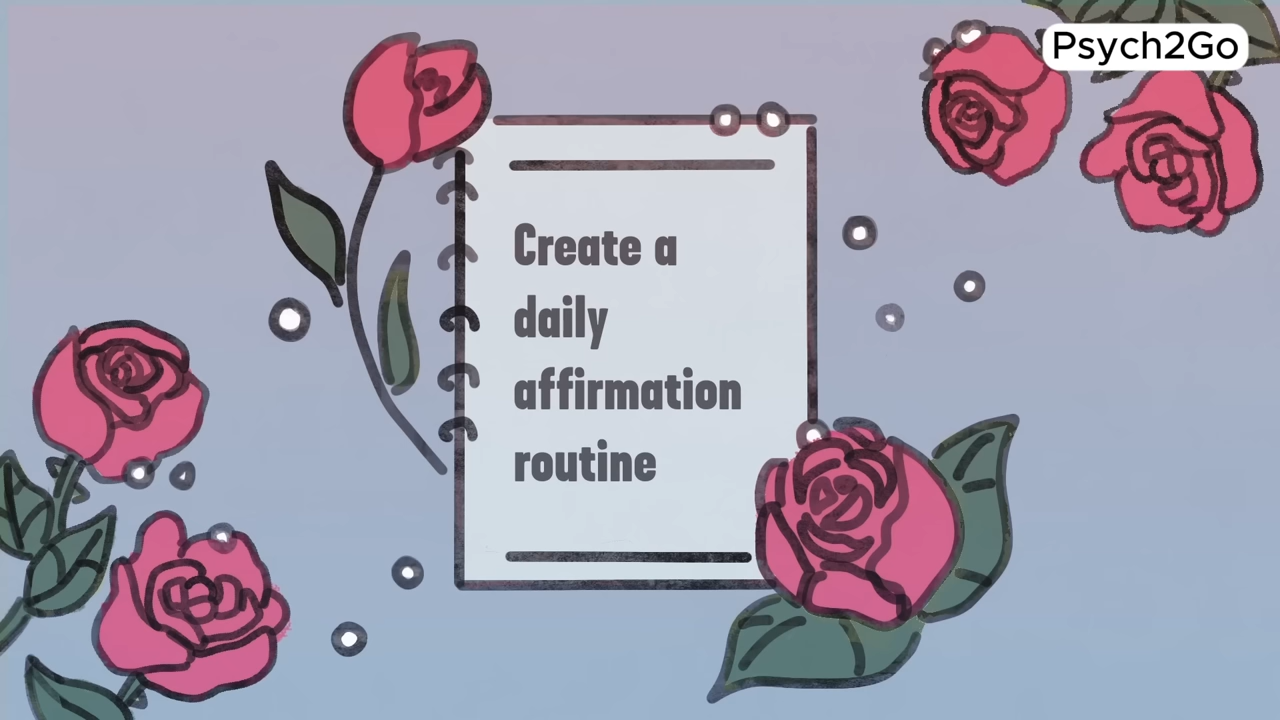 Psych2Go
Create a
daily
affirmation
routine